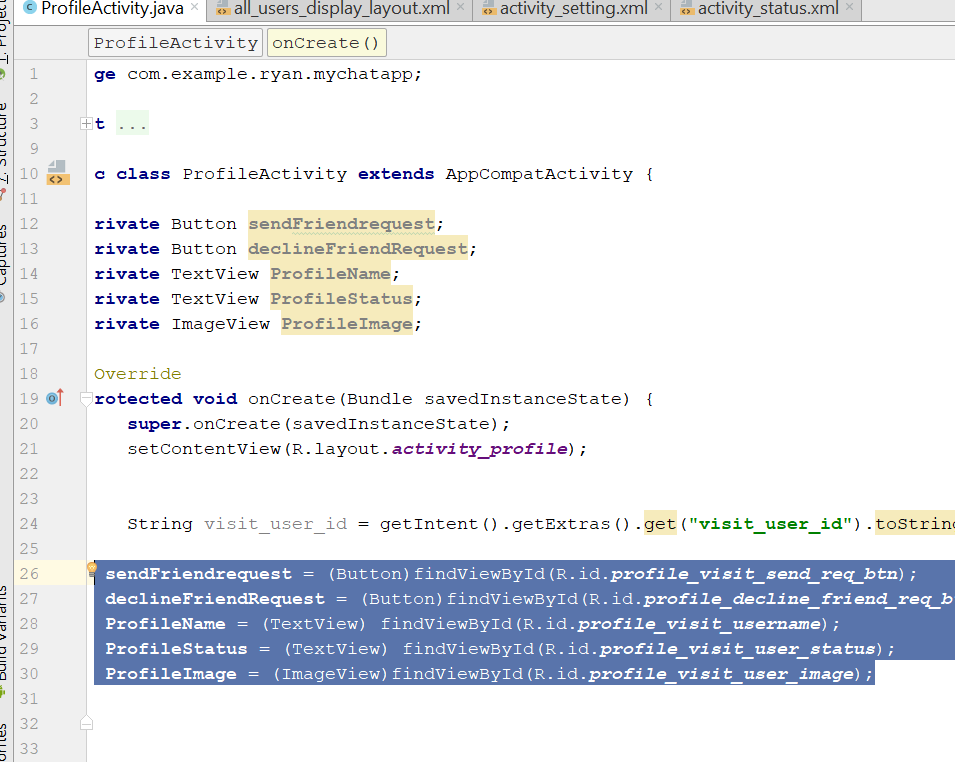 ProfileActivity.java × all_users_display_layout.xml × activity_setting.xml × activity_status.xml ×
ProfileActivity onCreate()
1 ge com.example.ryan.mychatapp;
2
3 t ...
9
10 c class ProfileActivity extends AppCompatActivity {
11
12 rivate Button sendFriendrequest;
13 rivate Button declineFriendRequest;
14 rivate TextView ProfileName;
15 rivate TextView ProfileStatus;
16 rivate ImageView ProfileImage;
17
18 Override
19 rotected void onCreate(Bundle savedInstanceState) {
20 super.onCreate(savedInstanceState);
21 setContentView(R.layout.activity_profile);
22
23
24 String visit_user_id = getIntent().getExtras().get("visit_user_id").toString
25
26 sendFriendrequest = (Button)findViewById(R.id.profile_visit_send_req_btn);
27 declineFriendRequest = (Button)findViewById(R.id.profile_decline_friend_req_b
28 ProfileName = (TextView) findViewById(R.id.profile_visit_username);
29 ProfileStatus = (TextView) findViewById(R.id.profile_visit_user_status);
30 ProfileImage = (ImageView)findViewById(R.id.profile_visit_user_image);
31
32
33
1: Project
7: Structure
Captures
Build Variants
orites